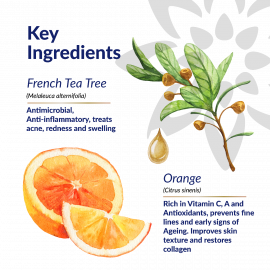 Key
Ingredients
French Tea Tree
(Melaleuca alternifolia)
Antimicrobial,
Anti-inflammatory, treats
acne, redness and swelling
Orange
(Citrus sinenis)
Rich in Vitamin C, A and
Antioxidants, prevents fine
lines and early signs of
Ageing. Improves skin
texture and restores
collagen